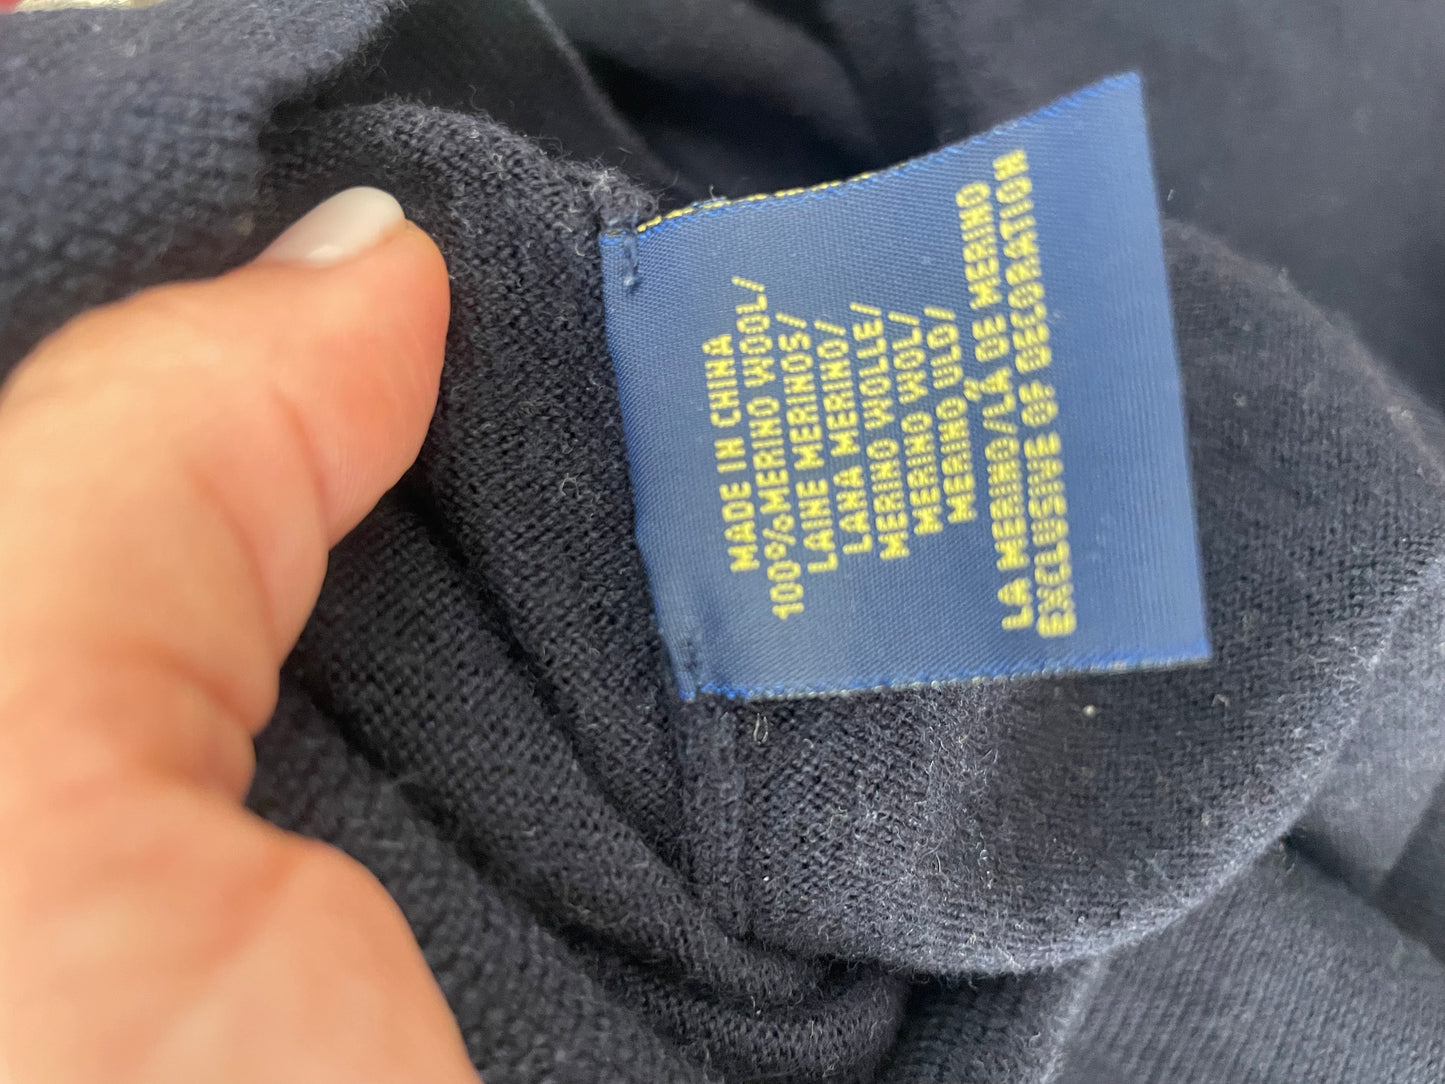 MADE IN CHINA
100%MERINO WOOL/
LAINE MERINOS/
LANA MERINO/
MERINO WOLLE/
MERINO WOL/
MERINO ULD/
LÃ MERINO/LA DE MERINO
EXCLUSIVE OF DECORATION